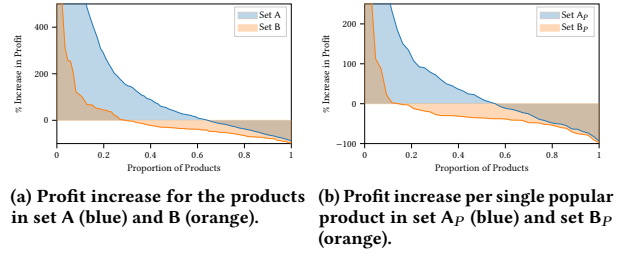 400
200
0
% Increase in Profit
Set A
Set B
0 0.2 0.4 0.6 0.8 1
Proportion of Products
(a) Profit increase for the products
in set A (blue) and B (orange).
200
100
0
−100
% Increase in Profit
Set A_P
Set B_P
0 0.2 0.4 0.6 0.8 1
Proportion of Products
(b) Profit increase per single popular
product in set A_P (blue) and set B_P
(orange).